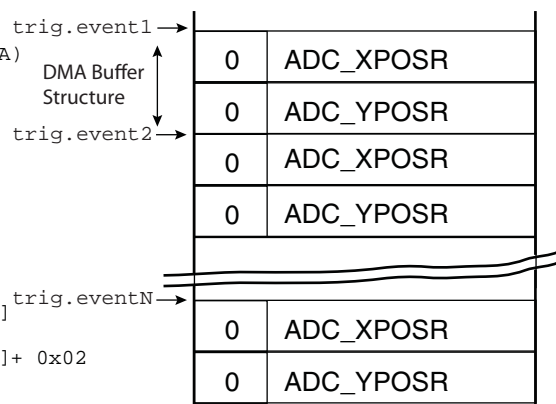 trig.event1
A)
DMA Buffer
Structure
0 ADC_XPOSR
0 ADC_YPOSR
trig.event2
0 ADC_XPOSR
0 ADC_YPOSR
trig.eventN
]
0 ADC_XPOSR
]+ 0x02
0 ADC_YPOSR